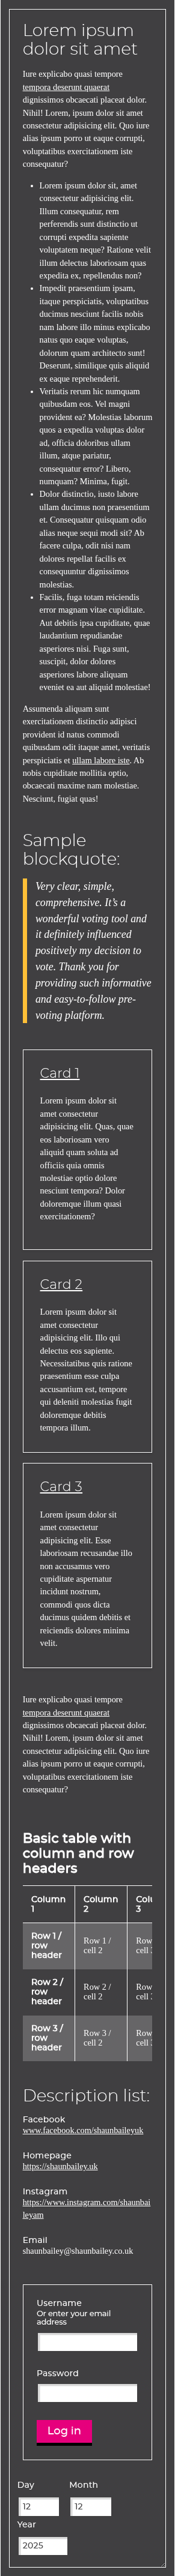 Lorem ipsum
dolor sit amet
Iure explicabo quasi tempore
tempora deserunt quaerat
dignissimos obcaecati placeat dolor.
Nihil! Lorem, ipsum dolor sit amet
consectetur adipisicing elit. Quo iure
alias ipsum porro ut eaque corrupti,
voluptatibus exercitationem iste
consequatur?
Lorem ipsum dolor sit, amet
consectetur adipisicing elit.
Illum consequatur, rem
perferendis sunt distinctio ut
corrupti expedita sapiente
voluptatem neque? Ratione velit
illum delectus laboriosam quas
expedita ex, repellendus non?
Impedit praesentium ipsam,
itaque perspiciatis, voluptatibus
ducimus nesciunt facilis nobis
nam labore illo minus explicabo
natus quo eaque voluptas,
dolorum quam architecto sunt!
Deserunt, similique quis aliquid
ex eaque reprehenderit.
Veritatis rerum hic numquam
quibusdam eos. Vel magni
provident ea? Molestias laborum
quos a expedita voluptas dolor
ad, officia doloribus ullam
illum, atque pariatur,
consequatur error? Libero,
numquam? Minima, fugit.
Dolor distinctio, iusto labore
ullam ducimus non praesentium
et. Consequatur quisquam odio
alias neque sequi modi sit? Ab
facere culpa, odit nisi nam
dolores repellat facilis ex
consequuntur dignissimos
molestias.
Facilis, fuga totam reiciendis
error magnam vitae cupiditate.
Aut debitis ipsa cupiditate, quae
laudantium repudiandae
asperiores nisi. Fuga sunt,
suscipit, dolor dolores
asperiores labore aliquam
eveniet ea aut aliquid molestiae!
Assumenda aliquam sunt
exercitationem distinctio adipisci
provident id natus commodi
quibusdam odit itaque amet, veritatis
perspiciatis et ullam labore iste. Ab
nobis cupiditate mollitia optio,
obcaecati maxime nam molestiae.
Nesciunt, fugiat quas!
Sample
blockquote:
Very clear, simple,
comprehensive. It's a
wonderful voting tool and
it definitely influenced
positively my decision to
vote. Thank you for
providing such informative
and easy-to-follow pre-
voting platform.
Card 1
Lorem ipsum dolor sit
amet consectetur
adipisicing elit. Quas, quae
eos laboriosam vero
aliquid quam soluta ad
officiis quia omnis
molestiae optio dolore
nesciunt tempora? Dolor
doloremque illum quasi
exercitationem?
Card 2
Lorem ipsum dolor sit
amet consectetur
adipisicing elit. Illo qui
delectus eos sapiente.
Necessitatibus quis ratione
praesentium esse culpa
accusantium est, tempore
qui deleniti molestias fugit
doloremque debitis
tempora illum.
Card 3
Lorem ipsum dolor sit
amet consectetur
adipisicing elit. Esse
laboriosam recusandae illo
non accusamus vero
cupiditate aspernatur
incidunt nostrum,
commodi quos dicta
ducimus quidem debitis et
reiciendis dolores minima
velit.
Iure explicabo quasi tempore
tempora deserunt quaerat
dignissimos obcaecati placeat dolor.
Nihil! Lorem, ipsum dolor sit amet
consectetur adipisicing elit. Quo iure
alias ipsum porro ut eaque corrupti,
voluptatibus exercitationem iste
consequatur?
Basic table with
column and row
headers
Column 1 Column 2 3
Row 1 / row header Row 1 / cell 2 Row
Row 2 / row header Row 2 / cell 2 Row
Row 3 / row header Row 3 / cell 2 Row
Description list:
Facebook
www.facebook.com/shaunbaileyuk
Homepage
https://shaunbailey.uk
Instagram
https://www.instagram.com/shaunbai
leyam
Email
shaunbailey@shaunbailey.co.uk
Username
Or enter your email
address
Password
Log in
Day Month
12 12
Year
2025